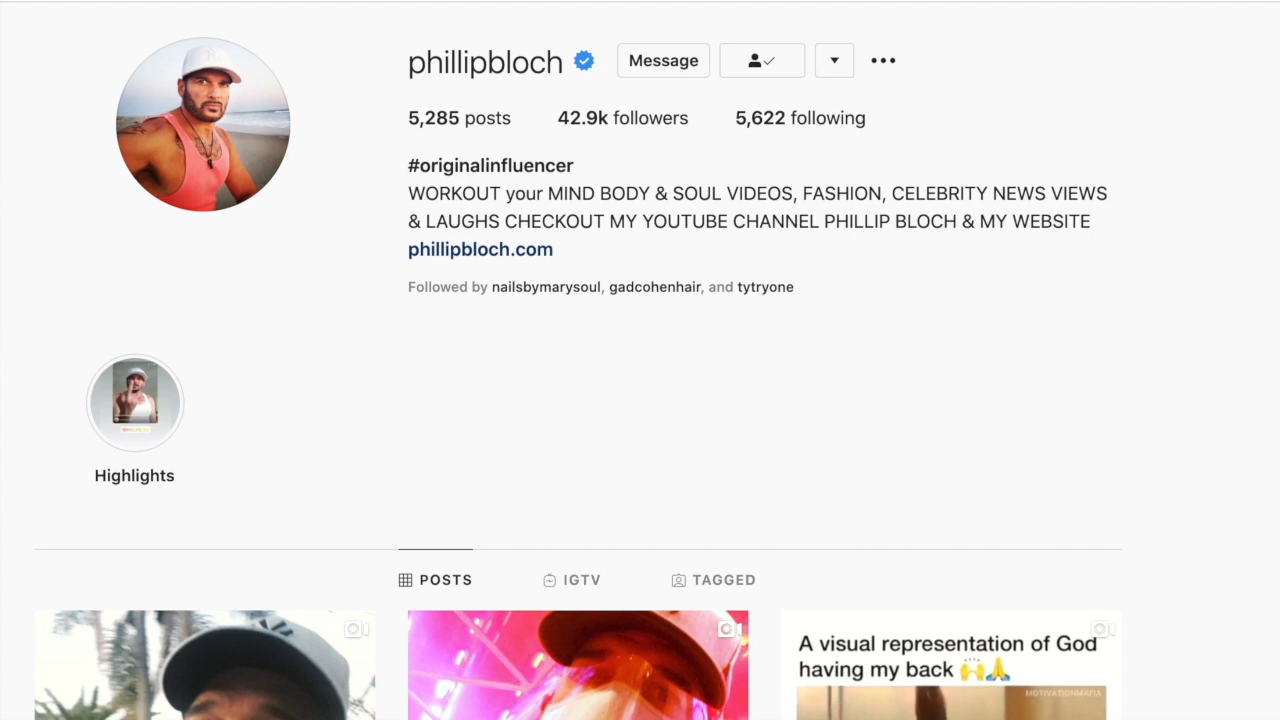 phillipbloch
Message
5,285 posts 42.9k followers 5,622 following
#originalinfluencer
WORKOUT your MIND BODY & SOUL VIDEOS, FASHION, CELEBRITY NEWS VIEWS
& LAUGHS CHECKOUT MY YOUTUBE CHANNEL PHILLIP BLOCH & MY WEBSITE
phillipbloch.com
Followed by nailsbymarysoul, gadcohenhair, and tytryone
Highlights
POSTS IGTV TAGGED
A visual representation of God
having my back 🙌🙏
MOTIVATIONMAFIA